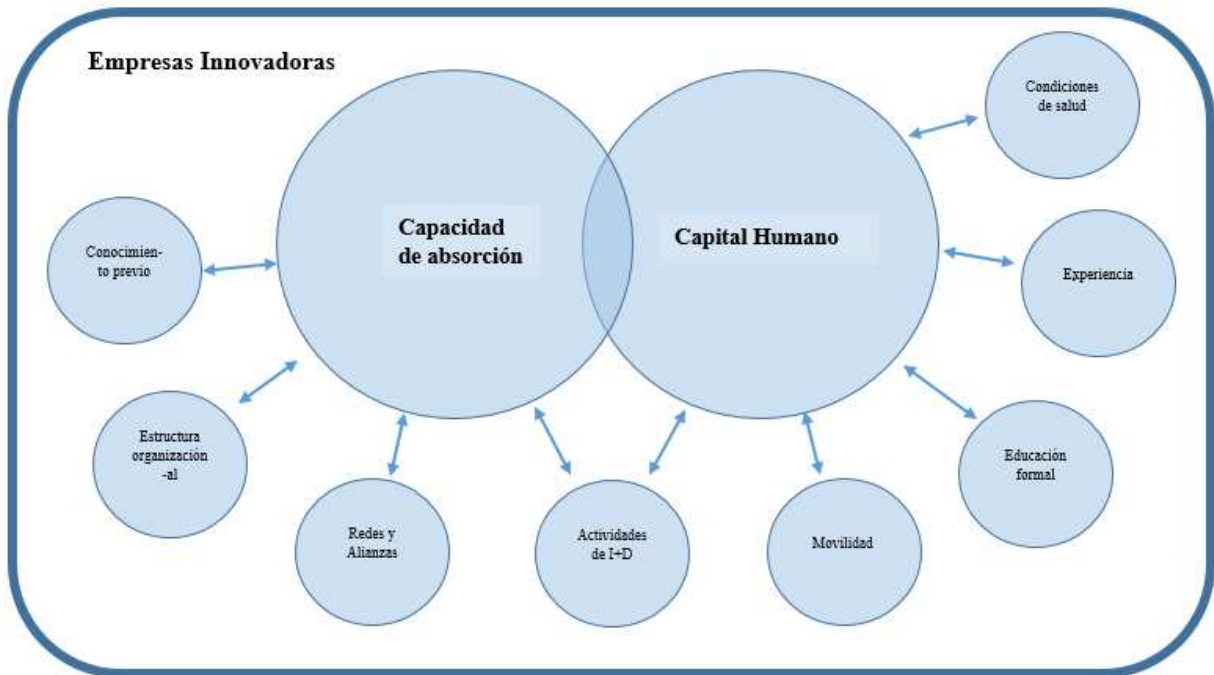 Empresas Innovadoras
Condiciones
de salud
Capacidad
de absorción
Capital Humano
Conocimien-
to previo
Experiencia
Estructura
organización
-al
Educación
formal
Redes y
Alianzas
Actividades
de I+D
Movilidad